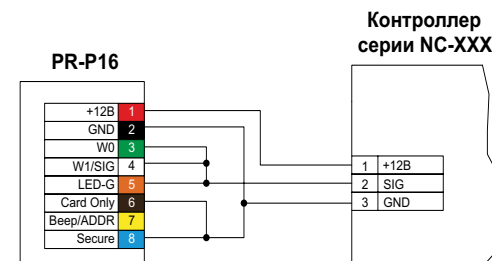 Контроллер
серии NC-XXX
PR-P16
+12В 1
GND 2
W0 3
W1/SIG 4
LED-G 5
Card Only 6
Beep/ADDR 7
Secure 8
1 +12В
2 SIG
3 GND